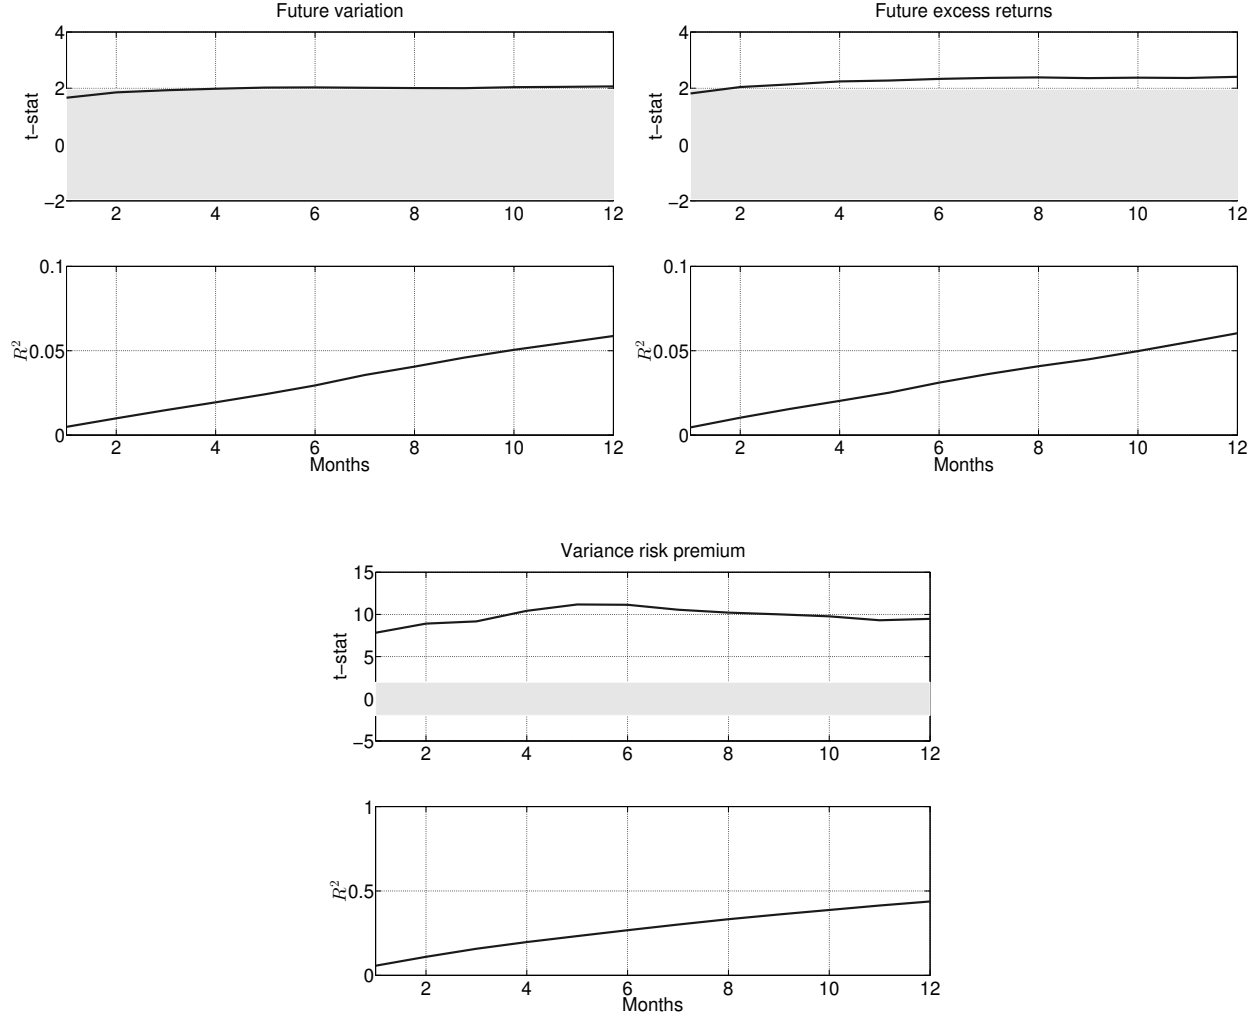 Future variation
4
2
0
−2
t−stat
2 4 6 8 10 12
0.1
0.05
0
R²
2 4 6 8 10 12
Months
Future excess returns
4
2
0
−2
t−stat
2 4 6 8 10 12
0.1
0.05
0
R²
2 4 6 8 10 12
Months
Variance risk premium
15
10
5
0
−5
t−stat
2 4 6 8 10 12
1
0.5
0
R²
2 4 6 8 10 12
Months